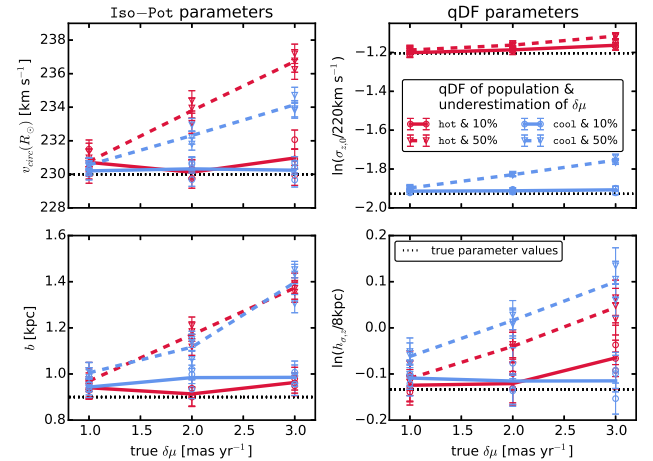 Iso-Pot parameters
qDF parameters
v_circ(R_⊙) [km s⁻¹]
240
238
236
234
232
230
228
ln(σ_{z,0}/220km s⁻¹)
−1.0
−1.2
−1.4
−1.6
−1.8
−2.0
qDF of population &
underestimation of δμ
hot & 10%
cool & 10%
hot & 50%
cool & 50%
b [kpc]
1.6
1.4
1.2
1.0
0.8
1.0 1.5 2.0 2.5 3.0
true δμ [mas yr⁻¹]
ln(h_{σ,z}/8kpc)
0.2
0.1
0.0
−0.1
−0.2
true parameter values
1.0 1.5 2.0 2.5 3.0
true δμ [mas yr⁻¹]